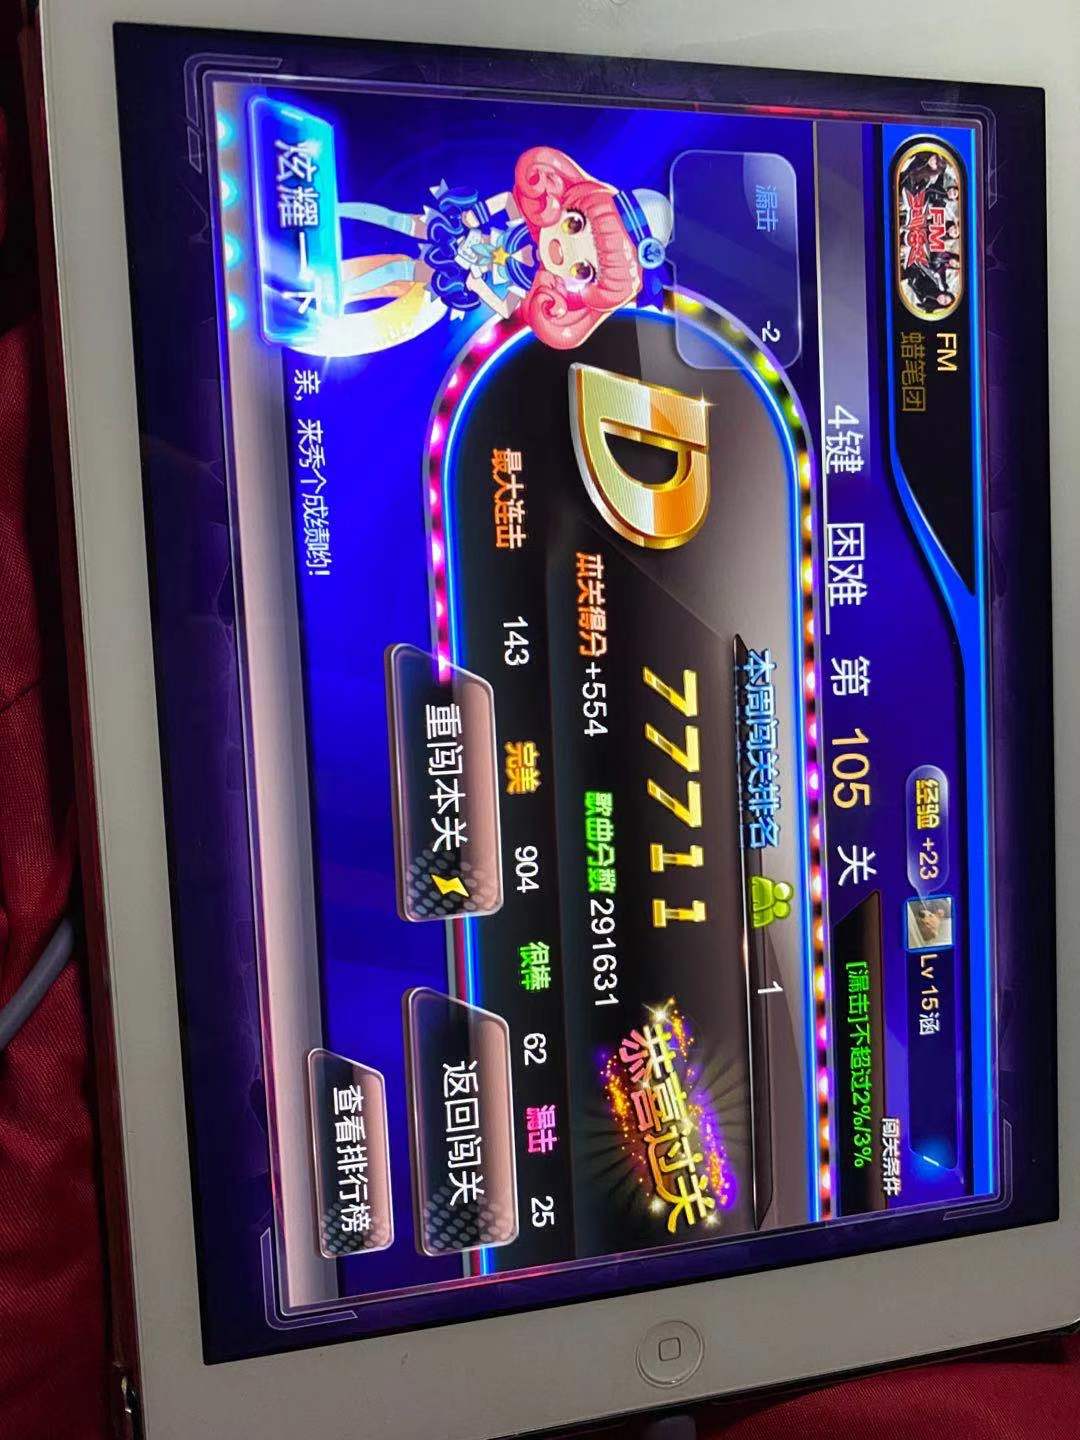 FM
FM
蜡笔团
经验 +23
Lv 15涵
闯关条件
4键 困难 第 105 关
[漏击]不超过2%/3%
漏击
-2
本周闯关排名
1
D
77711
恭喜过关
本关得分 +554 歌曲分数 291631
最大连击 143 完美 904 很棒 62 漏击 25
重闯本关
返回闯关
炫耀一下
亲,来秀个成绩哟!
查看排行榜